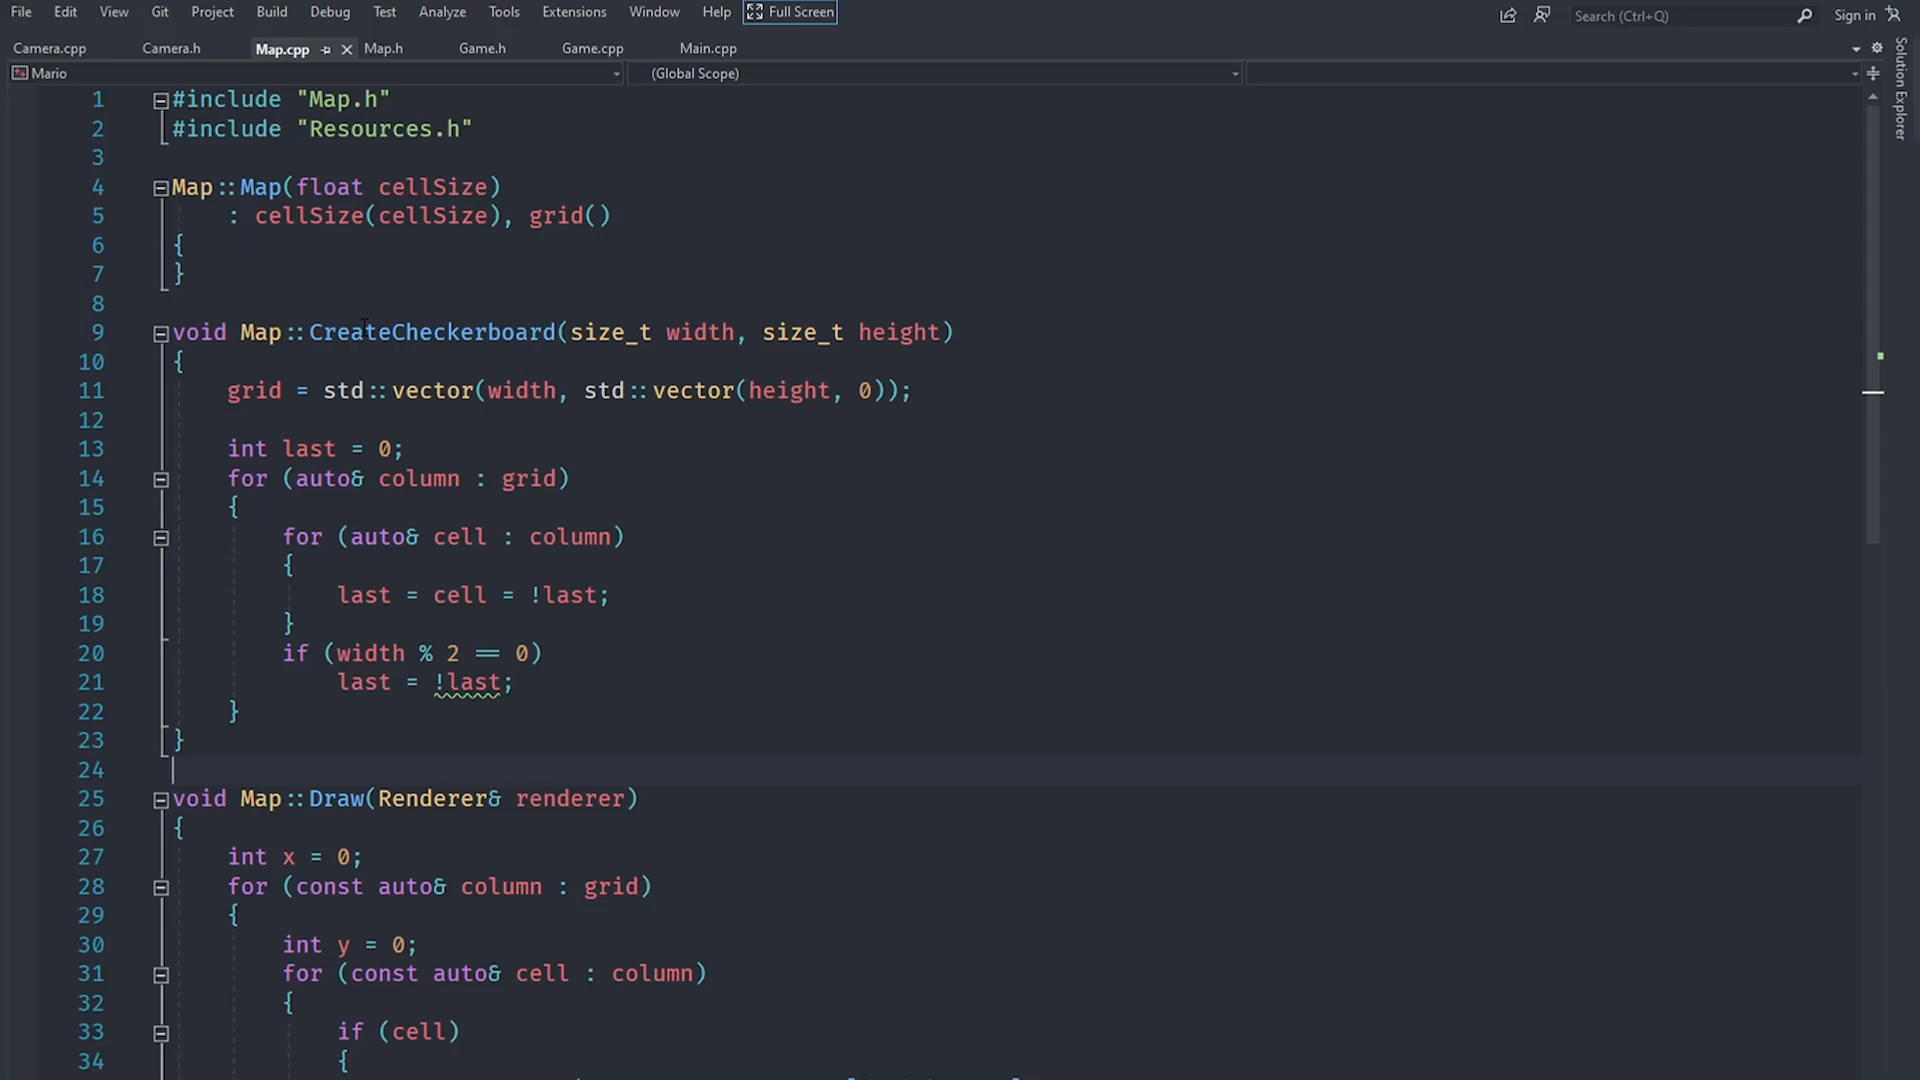 File Edit View Git Project Build Debug Test Analyze Tools Extensions Window Help Full Screen Search (Ctrl+Q) Sign in
Camera.cpp Camera.h Map.cpp Map.h Game.h Game.cpp Main.cpp
Mario (Global Scope)
Solution Explorer
1 #include "Map.h"
2 #include "Resources.h"
3
4 Map::Map(float cellSize)
5 : cellSize(cellSize), grid()
6 {
7 }
8
9 void Map::CreateCheckerboard(size_t width, size_t height)
10 {
11 grid = std::vector(width, std::vector(height, 0));
12
13 int last = 0;
14 for (auto& column : grid)
15 {
16 for (auto& cell : column)
17 {
18 last = cell = !last;
19 }
20 if (width % 2 == 0)
21 last = !last;
22 }
23 }
24
25 void Map::Draw(Renderer& renderer)
26 {
27 int x = 0;
28 for (const auto& column : grid)
29 {
30 int y = 0;
31 for (const auto& cell : column)
32 {
33 if (cell)
34 {